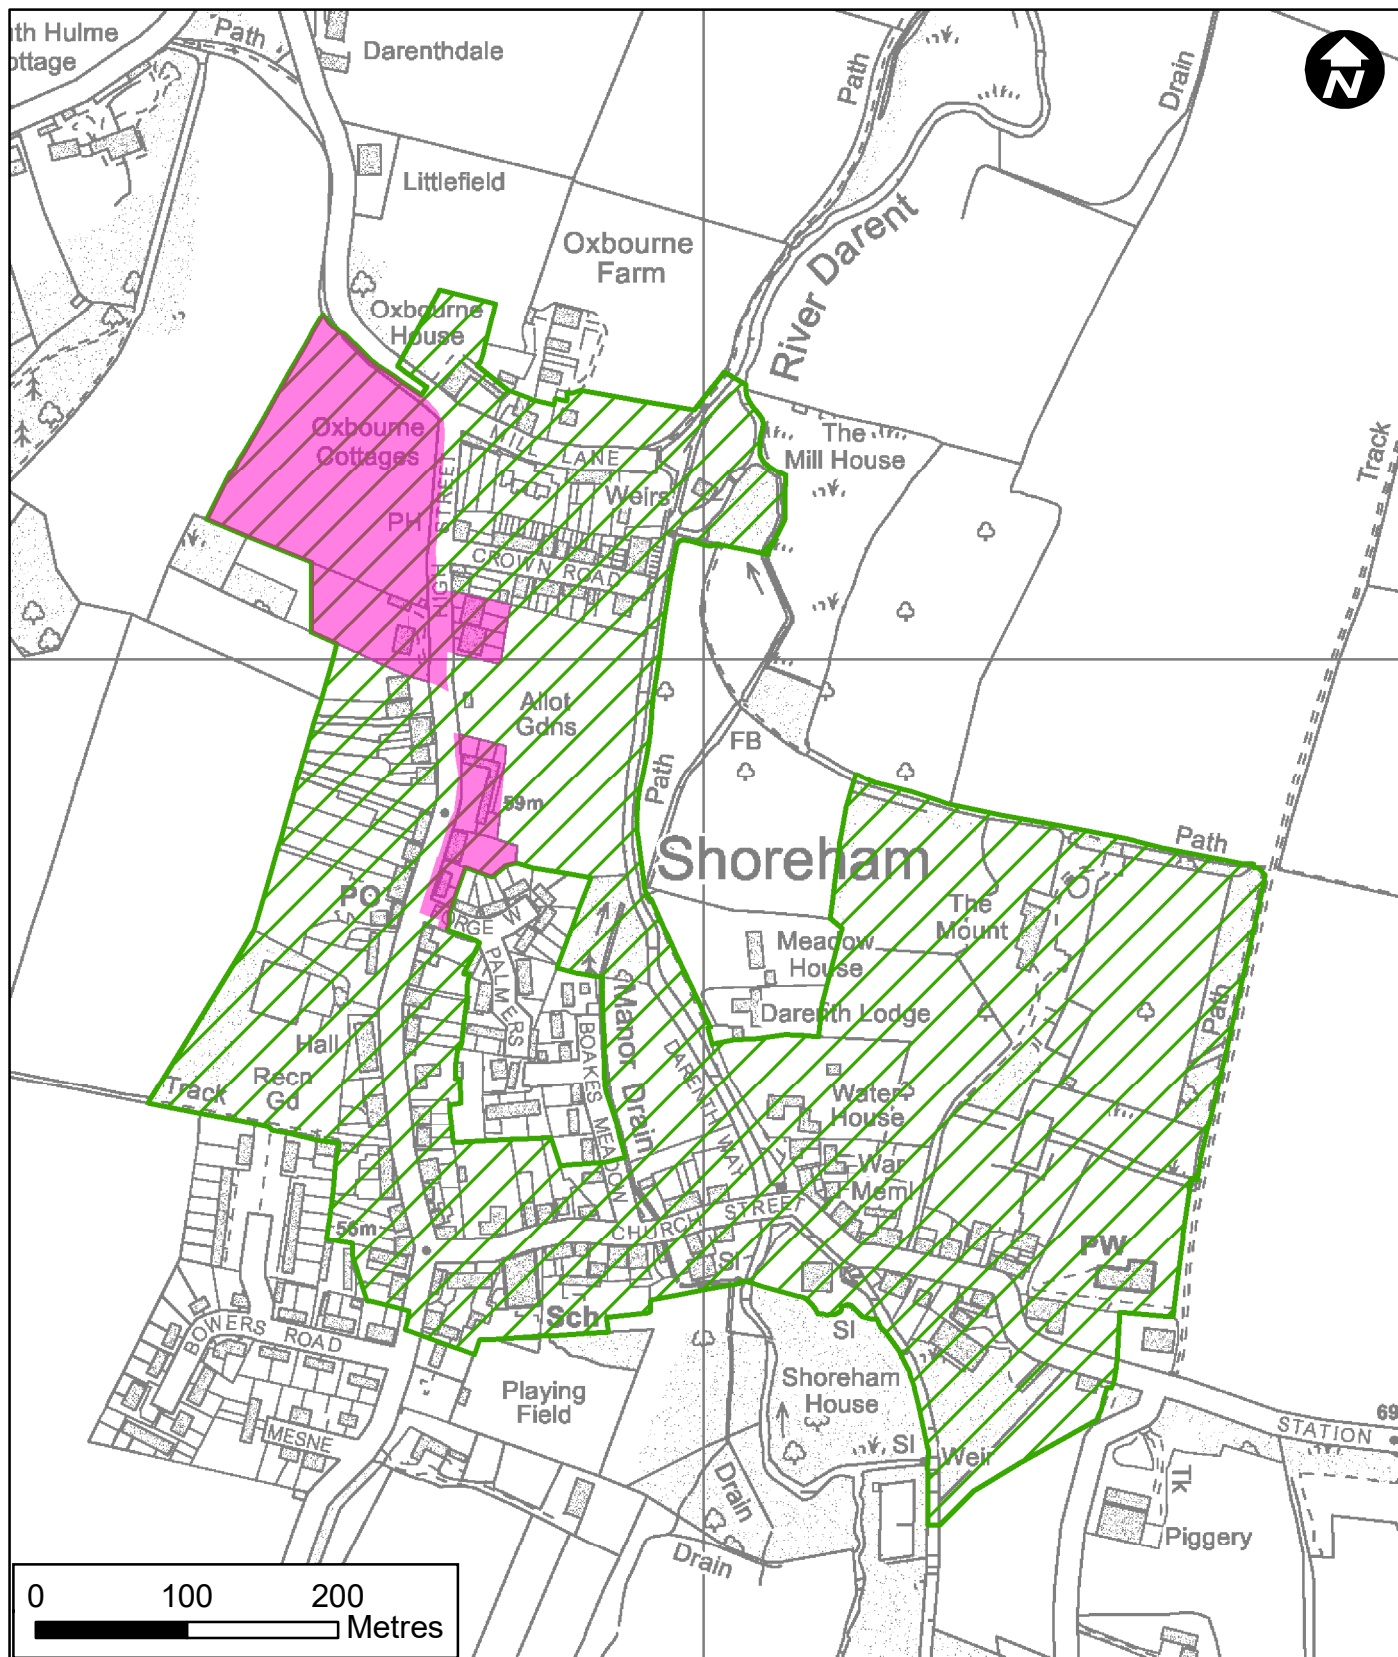 Path
th Hulme
ottage
Darenthdale
N
Path
Drain
Littlefield
River Darent
Oxbourne
Farm
Oxbourne
House
Oxbourne
Cottages
MILL LANE
The
Mill House
Track
Weirs
PH
HIGH STREET
CROWN ROAD
Allot
Gdns
FB
Path
59m
Shoreham
Path
PO
The
Mount
PALMERS
Meadow
House
Darenth Lodge
Path
BOAKES MEADOW
Manor Drain
DARENTH WAY
Hall
Recn
Gd
Track
Water
House
War
Meml
CHURCH STREET
56m
Sl
PW
Sch
BOWERS ROAD
Sl
Shoreham
House
Playing
Field
MESNE
Sl
Weir
STATION
69
Drain
Tk
Piggery
Drain
0 100 200
Metres